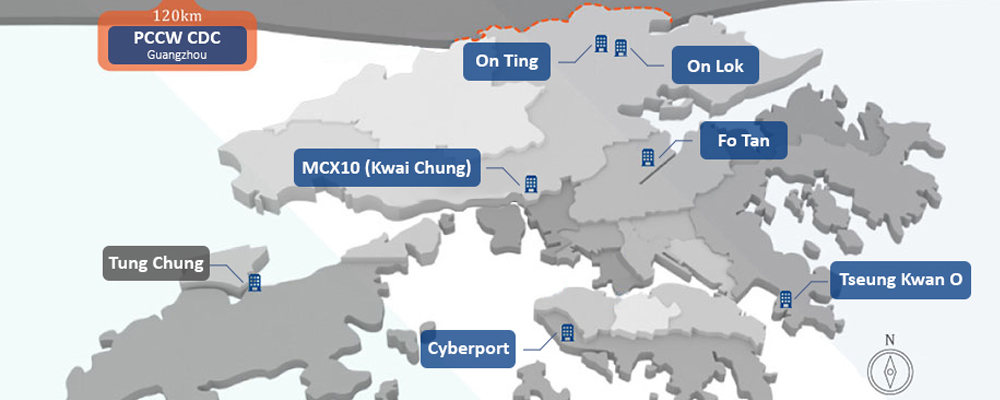 120km
PCCW CDC
Guangzhou
On Ting
On Lok
Fo Tan
MCX10 (Kwai Chung)
Tung Chung
Tseung Kwan O
Cyberport
N